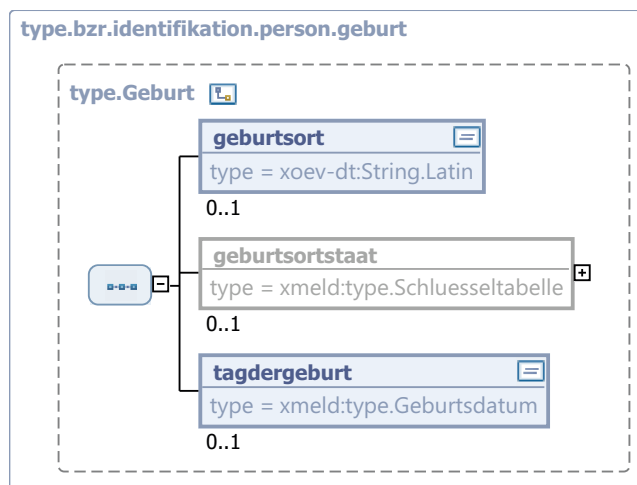 type.bzr.identifikation.person.geburt
type.Geburt
geburtsort
type = xoev-dt:String.Latin
0..1
geburtsortstaat
type = xmeld:type.Schluesseltabelle
0..1
tagdergeburt
type = xmeld:type.Geburtsdatum
0..1